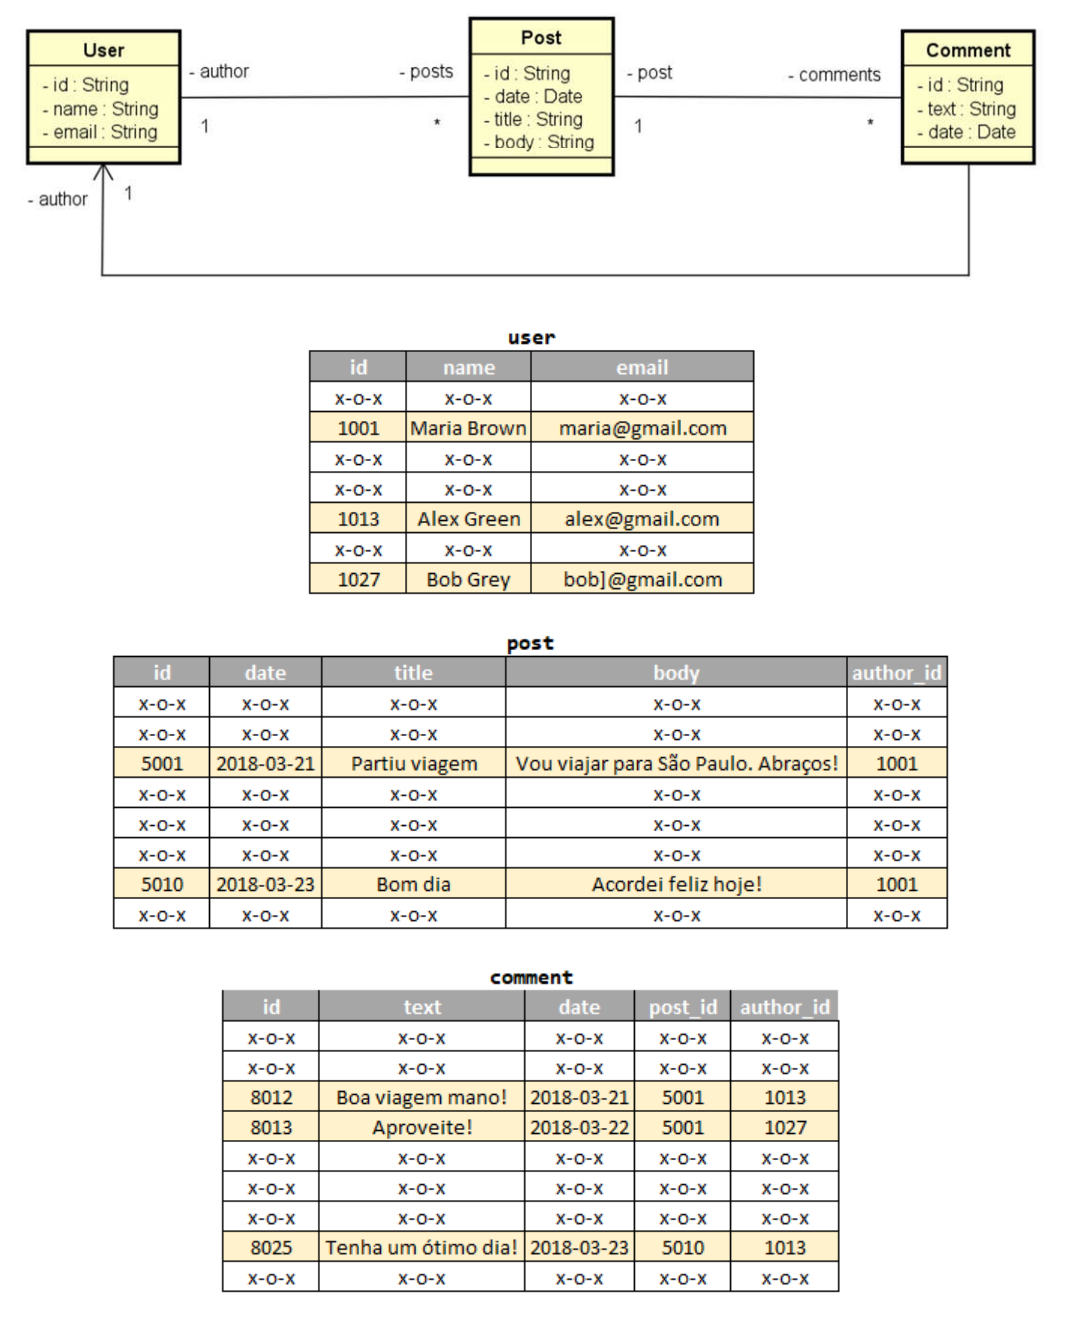 User
- id : String
- name : String
- email : String
- author
1
- posts
*
Post
- id : String
- date : Date
- title : String
- body : String
- post
1
- comments
*
Comment
- id : String
- text : String
- date : Date
- author
1
user
id name email
x-o-x x-o-x x-o-x
1001 Maria Brown maria@gmail.com
x-o-x x-o-x x-o-x
x-o-x x-o-x x-o-x
1013 Alex Green alex@gmail.com
x-o-x x-o-x x-o-x
1027 Bob Grey bob]@gmail.com
post
id date title body author_id
x-o-x x-o-x x-o-x x-o-x x-o-x
x-o-x x-o-x x-o-x x-o-x x-o-x
5001 2018-03-21 Partiu viagem Vou viajar para São Paulo. Abraços! 1001
x-o-x x-o-x x-o-x x-o-x x-o-x
x-o-x x-o-x x-o-x x-o-x x-o-x
x-o-x x-o-x x-o-x x-o-x x-o-x
5010 2018-03-23 Bom dia Acordei feliz hoje! 1001
x-o-x x-o-x x-o-x x-o-x x-o-x
comment
id text date post_id author_id
x-o-x x-o-x x-o-x x-o-x x-o-x
x-o-x x-o-x x-o-x x-o-x x-o-x
8012 Boa viagem mano! 2018-03-21 5001 1013
8013 Aproveite! 2018-03-22 5001 1027
x-o-x x-o-x x-o-x x-o-x x-o-x
x-o-x x-o-x x-o-x x-o-x x-o-x
x-o-x x-o-x x-o-x x-o-x x-o-x
8025 Tenha um ótimo dia! 2018-03-23 5010 1013
x-o-x x-o-x x-o-x x-o-x x-o-x